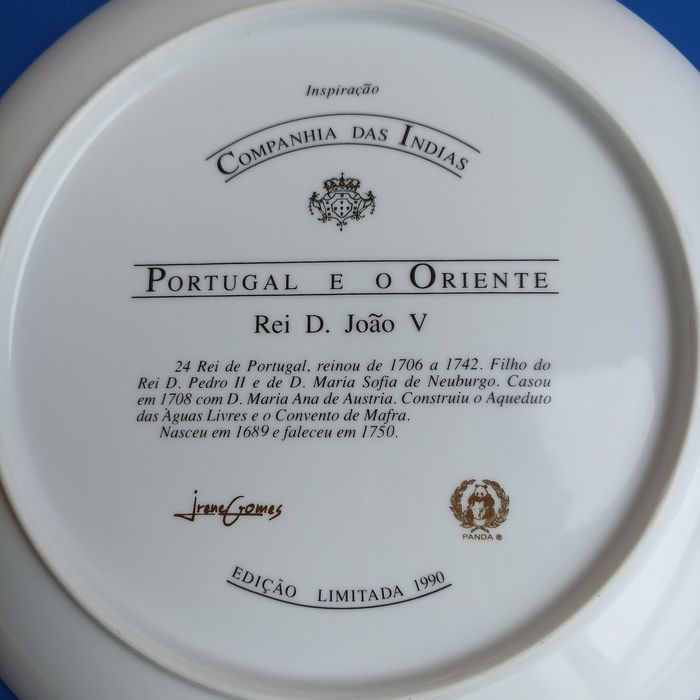 Inspiração
COMPANHIA DAS INDIAS
PORTUGAL E O ORIENTE
Rei D. João V
24 Rei de Portugal, reinou de 1706 a 1742. Filho do
Rei D. Pedro II e de D. Maria Sofia de Neuburgo. Casou
em 1708 com D. Maria Ana de Austria. Construiu o Aqueduto
das Àguas Livres e o Convento de Mafra.
Nasceu em 1689 e faleceu em 1750.
Irene Gomes
PANDA ®
EDIÇÃO LIMITADA 1990